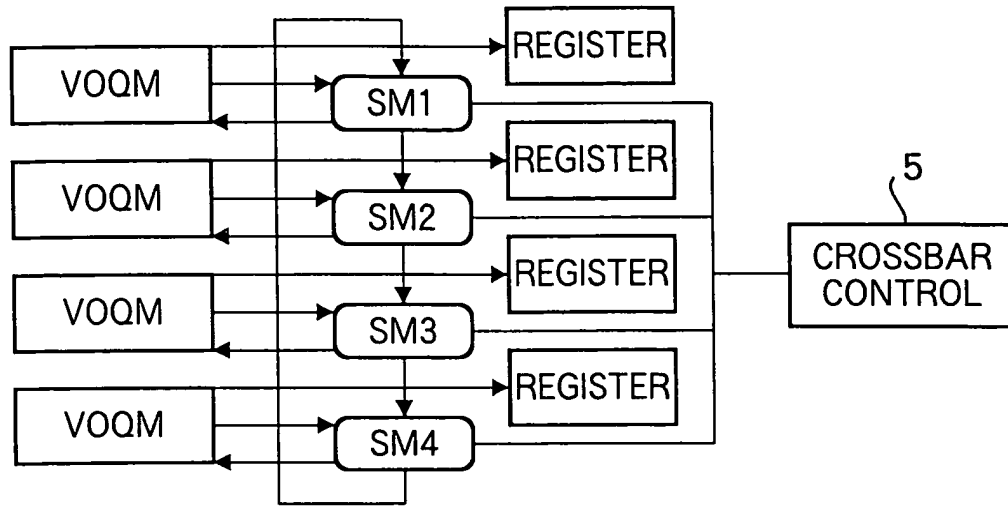 REGISTER
VOQM
SM1
REGISTER
VOQM
SM2
5
REGISTER
CROSSBAR
CONTROL
VOQM
SM3
REGISTER
VOQM
SM4